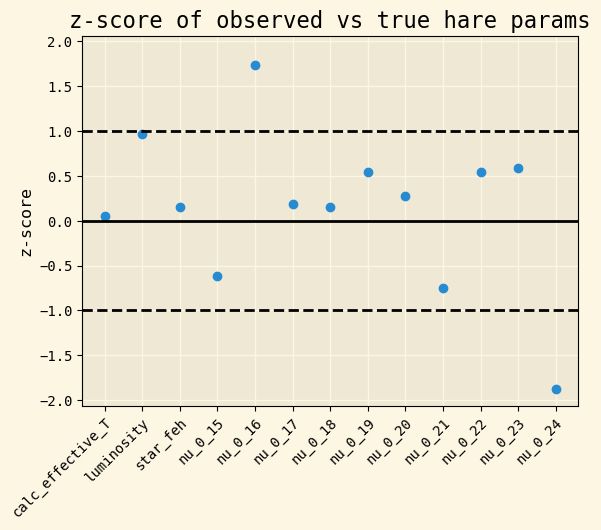 z-score of observed vs true hare params
z-score
2.0
1.5
1.0
0.5
0.0
−0.5
−1.0
−1.5
−2.0
calc_effective_T
luminosity
star_feh
nu_0_15
nu_0_16
nu_0_17
nu_0_18
nu_0_19
nu_0_20
nu_0_21
nu_0_22
nu_0_23
nu_0_24